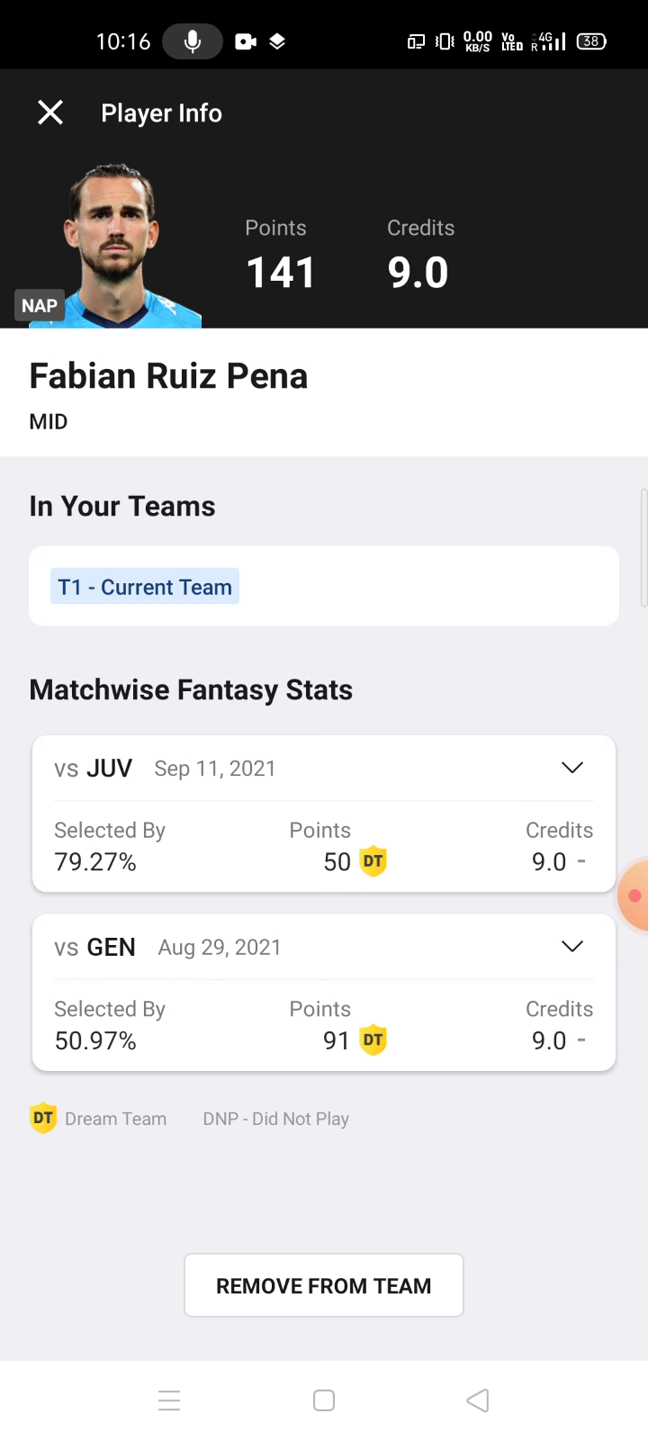 10:16 0.00 KB/S Vo LTED R 4G 38
Player Info
Points Credits
141 9.0
NAP
Fabian Ruiz Pena
MID
In Your Teams
T1 - Current Team
Matchwise Fantasy Stats
vs JUV Sep 11, 2021
Selected By Points Credits
79.27% 50 DT 9.0 -
vs GEN Aug 29, 2021
Selected By Points Credits
50.97% 91 DT 9.0 -
DT Dream Team DNP - Did Not Play
REMOVE FROM TEAM